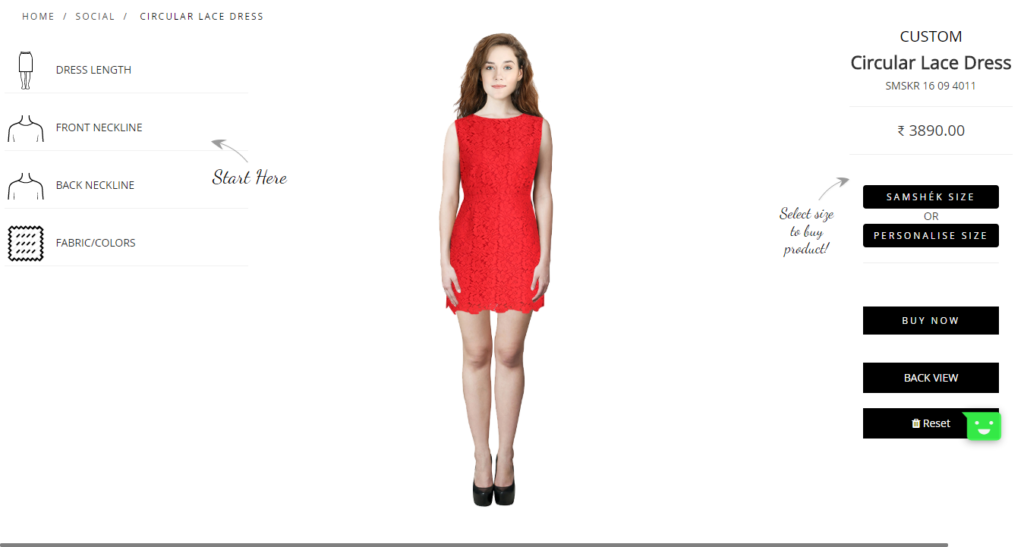 HOME / SOCIAL / CIRCULAR LACE DRESS
DRESS LENGTH
FRONT NECKLINE
BACK NECKLINE
FABRIC/COLORS
Start Here
CUSTOM
Circular Lace Dress
SMSKR 16 09 4011
₹ 3890.00
Select size
to buy
product!
SAMSHÉK SIZE
OR
PERSONALISE SIZE
BUY NOW
BACK VIEW
Reset